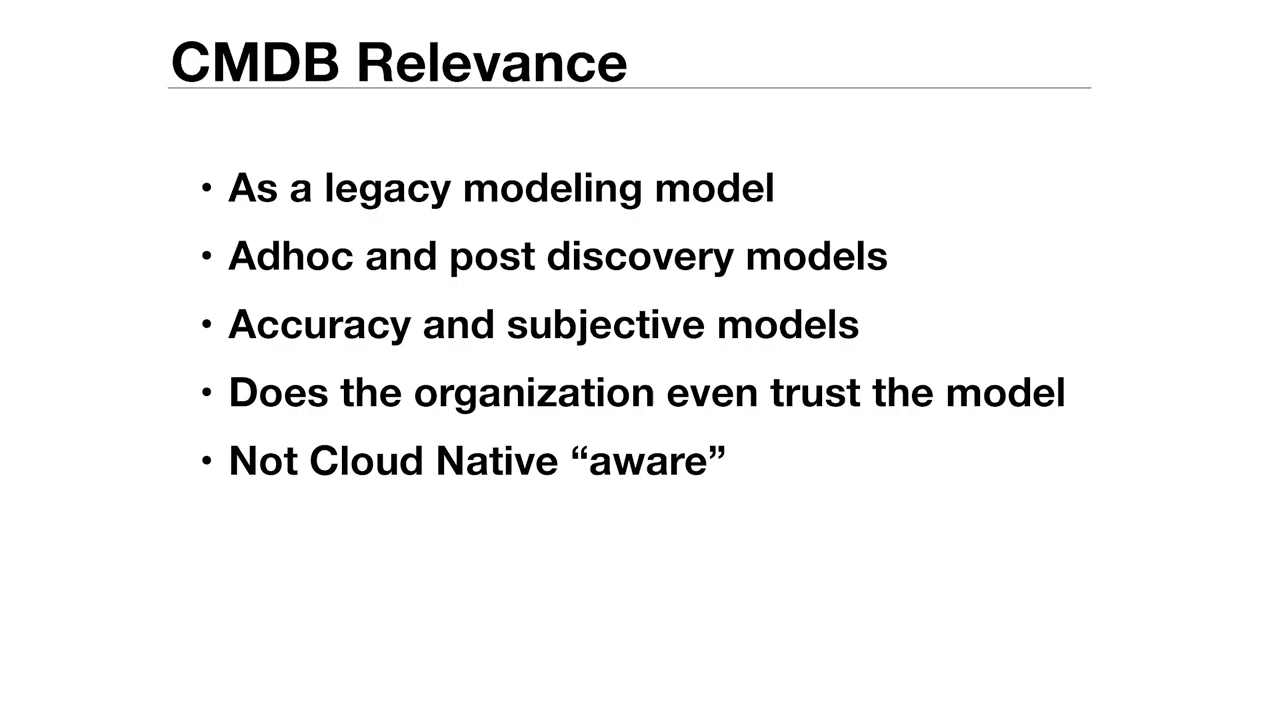 CMDB Relevance
• As a legacy modeling model
• Adhoc and post discovery models
• Accuracy and subjective models
• Does the organization even trust the model
• Not Cloud Native “aware”